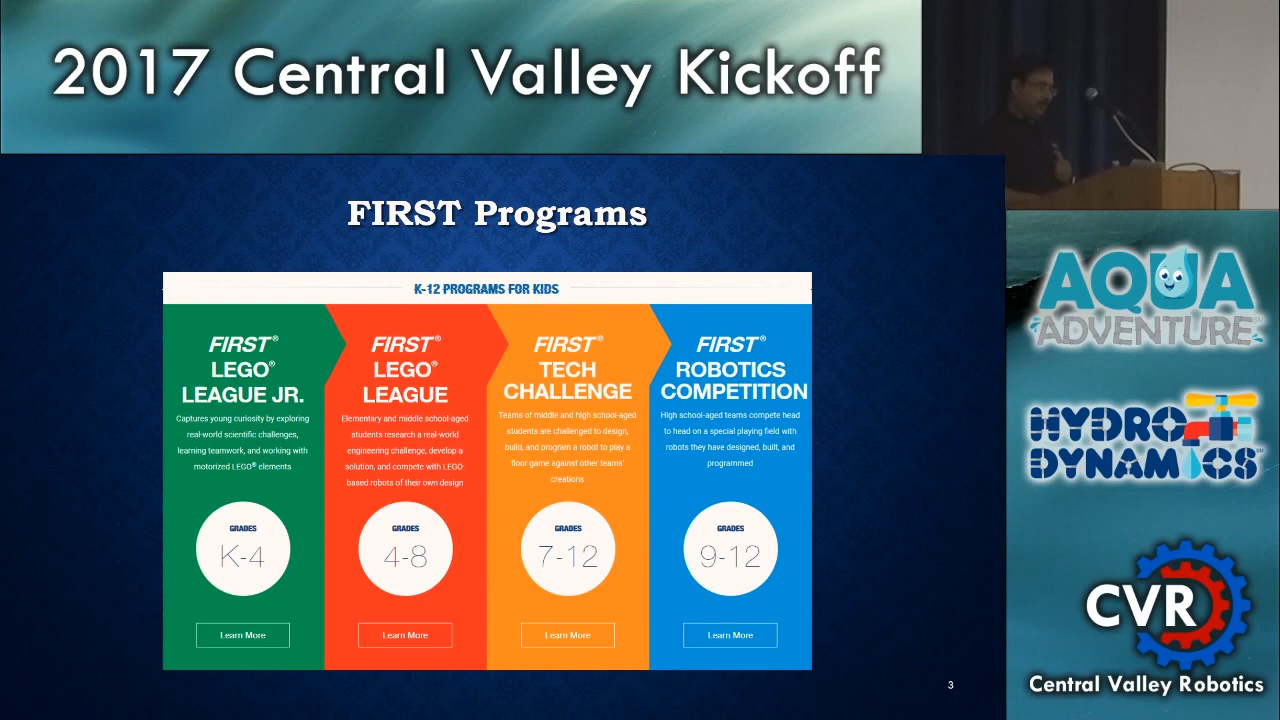 2017 Central Valley Kickoff
FIRST Programs
K-12 PROGRAMS FOR KIDS
FIRST®
LEGO®
LEAGUE JR.
Captures young curiosity by exploring
real-world scientific challenges,
learning teamwork, and working with
motorized LEGO® elements
GRADES
K-4
Learn More
FIRST®
LEGO®
LEAGUE
Elementary and middle school-aged
students research a real-world
engineering challenge, develop a
solution, and compete with LEGO-
based robots of their own design
GRADES
4-8
Learn More
FIRST®
TECH
CHALLENGE
Teams of middle and high school-aged
students are challenged to design,
build, and program a robot to play a
floor game against other teams'
creations
GRADES
7-12
Learn More
FIRST®
ROBOTICS
COMPETITION
High school-aged teams compete head
to head on a special playing field with
robots they have designed, built, and
programmed
GRADES
9-12
Learn More
3
AQUA
ADVENTURE
HYDRO
DYNAMICS
CVR
Central Valley Robotics